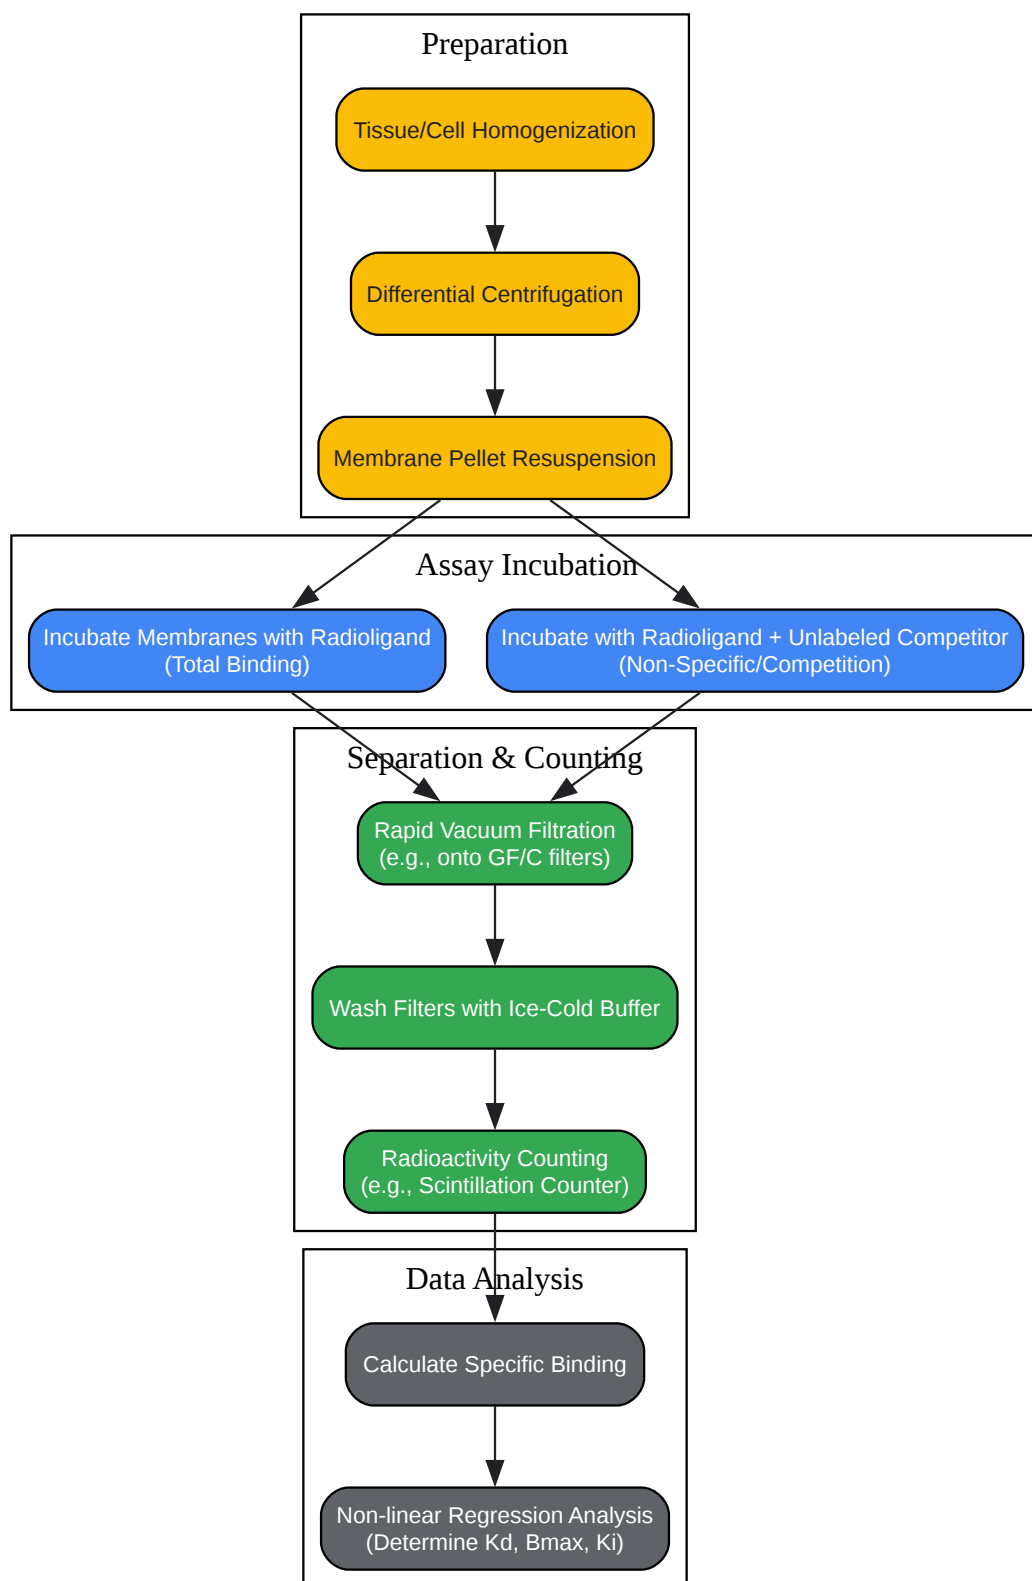 Preparation
Tissue/Cell Homogenization
Differential Centrifugation
Membrane Pellet Resuspension
Assay Incubation
Incubate Membranes with Radioligand
(Total Binding)
Incubate with Radioligand + Unlabeled Competitor
(Non-Specific/Competition)
Separation & Counting
Rapid Vacuum Filtration
(e.g., onto GF/C filters)
Wash Filters with Ice-Cold Buffer
Radioactivity Counting
(e.g., Scintillation Counter)
Data Analysis
Calculate Specific Binding
Non-linear Regression Analysis
(Determine Kd, Bmax, Ki)